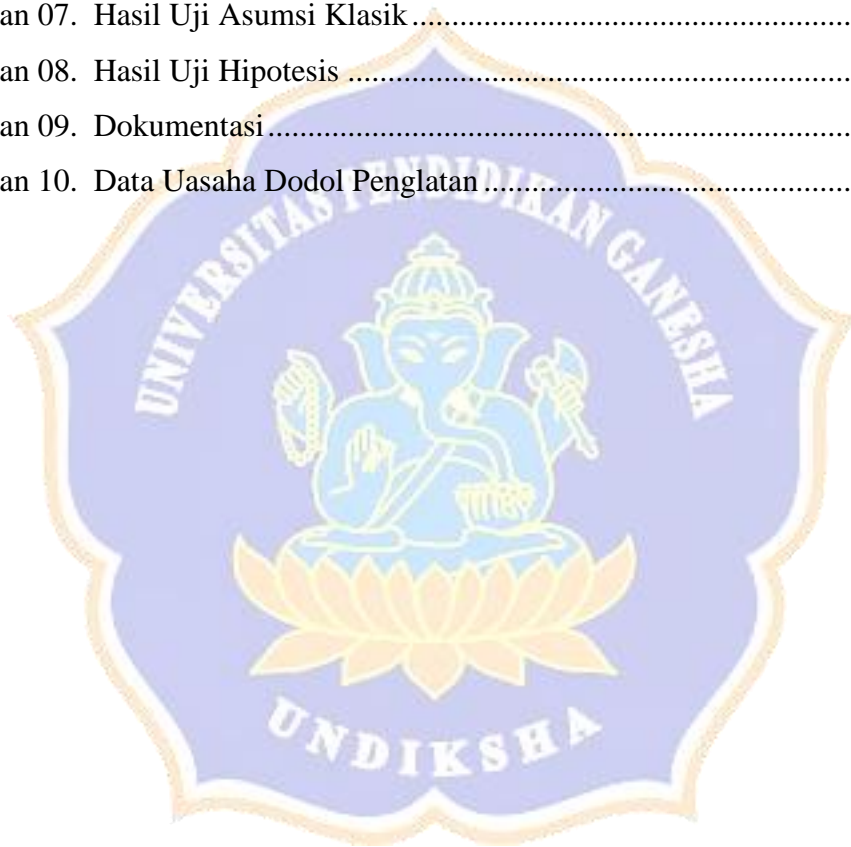 an 07. Hasil Uji Asumsi Klasik.......................................................
an 08. Hasil Uji Hipotesis ...............................................................
an 09. Dokumentasi.........................................................................
an 10. Data Uasaha Dodol Penglatan .............................................
UNIVERSITAS PENDIDIKAN GANESHA
UNDIKSHA